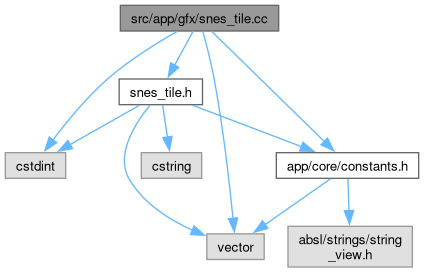 src/app/gfx/snes_tile.cc
snes_tile.h
cstdint
cstring
app/core/constants.h
vector
absl/strings/string
_view.h